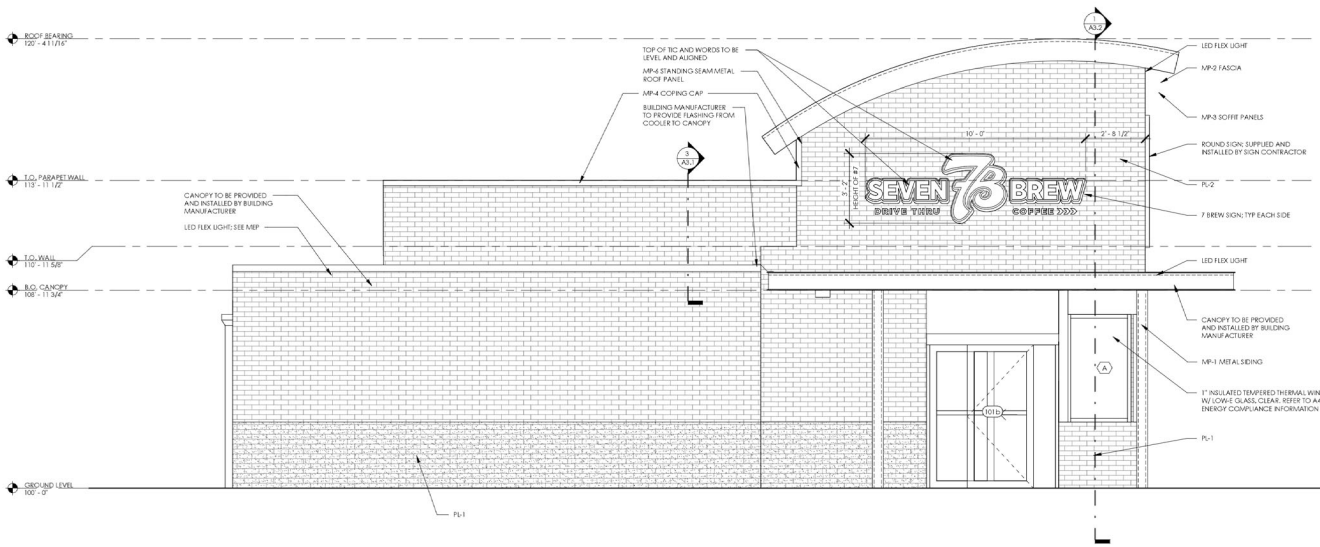 ROOF BEARING
120' - 4 11/16"
T.O. PARAPET WALL
113' - 11 1/2"
T.O. WALL
110' - 11 5/8"
B.O. CANOPY
108' - 11 3/4"
GROUND LEVEL
100' - 0"
CANOPY TO BE PROVIDED
AND INSTALLED BY BUILDING
MANUFACTURER
LED FLEX LIGHT; SEE MEP
PL-1
3
A3.1
TOP OF TIC AND WORDS TO BE
LEVEL AND ALIGNED
MP-6 STANDING SEAM METAL
ROOF PANEL
MP-4 COPING CAP
BUILDING MANUFACTURER
TO PROVIDE FLASHING FROM
COOLER TO CANOPY
1
A3.2
10' - 0"
2' - 8 1/2"
3' - 2"
HEIGHT OF #7
SEVEN 7B BREW
DRIVE THRU COFFEE >>>
101b
A
LED FLEX LIGHT
MP-2 FASCIA
MP-3 SOFFIT PANELS
ROUND SIGN; SUPPLIED AND
INSTALLED BY SIGN CONTRACTOR
PL-2
7 BREW SIGN; TYP EACH SIDE
LED FLEX LIGHT
CANOPY TO BE PROVIDED
AND INSTALLED BY BUILDING
MANUFACTURER
MP-1 METAL SIDING
1" INSULATED TEMPERED THERMAL WIN
W/ LOW-E GLASS, CLEAR. REFER TO A4
ENERGY COMPLIANCE INFORMATION
PL-1